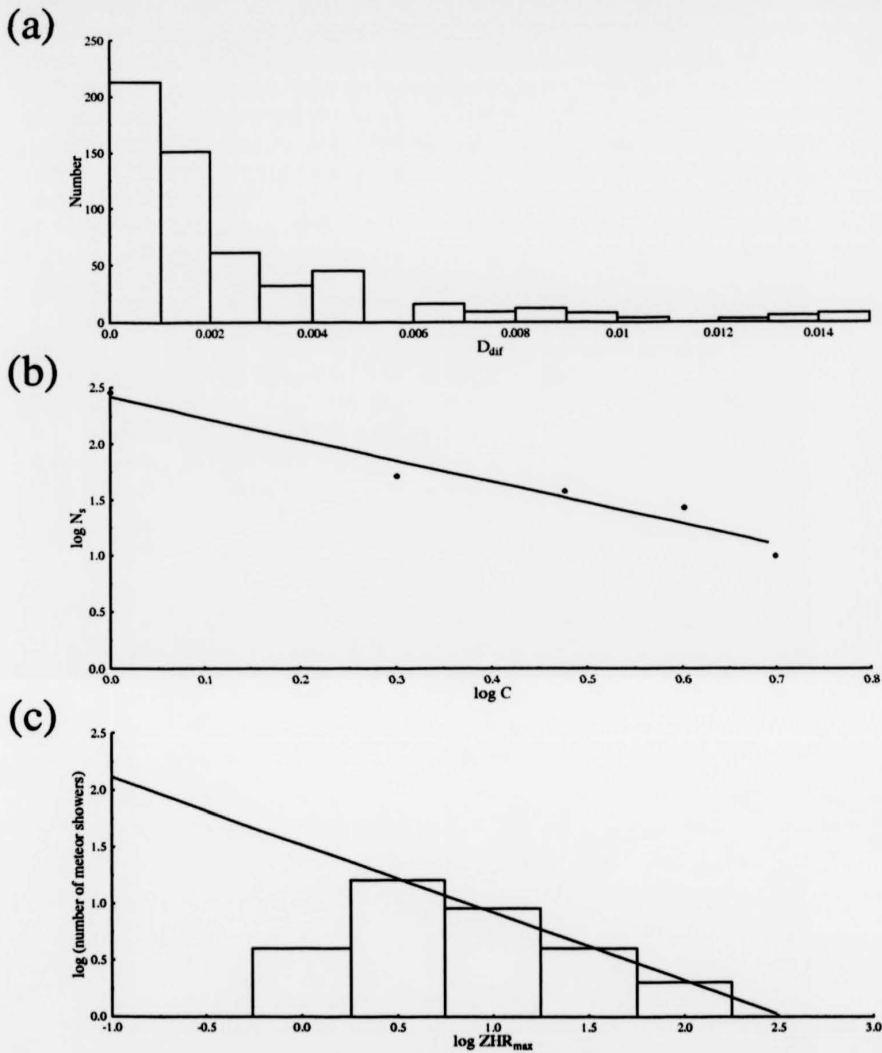 (a)
250
200
150
100
50
0
Number
0.0 0.002 0.004 0.006 0.008 0.01 0.012 0.014
D_dif
(b)
2.5
2.0
1.5
1.0
0.5
0.0
log N_s
0.0 0.1 0.2 0.3 0.4 0.5 0.6 0.7 0.8
log C
(c)
2.5
2.0
1.5
1.0
0.5
0.0
log (number of meteor showers)
-1.0 -0.5 0.0 0.5 1.0 1.5 2.0 2.5 3.0
log ZHR_max